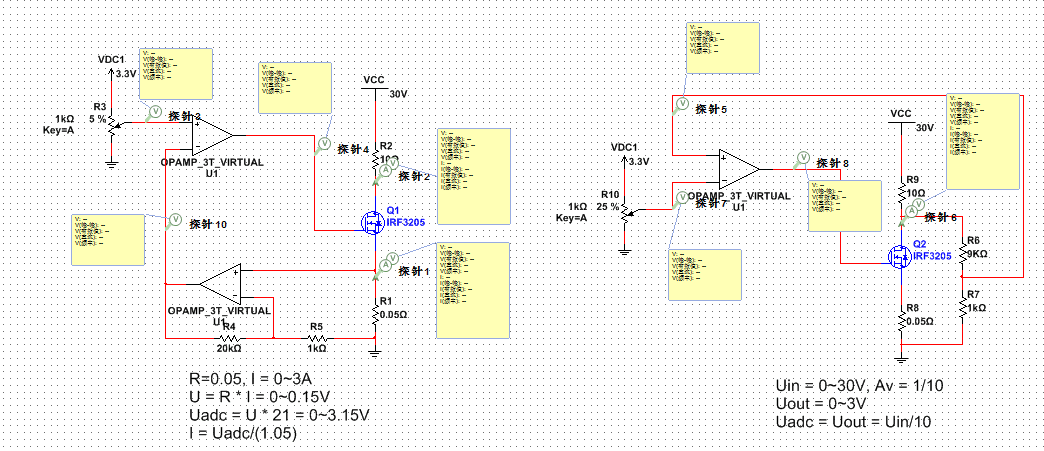 VDC1
3.3V
R3
5 %
1kΩ
Key=A
探针3
OPAMP_3T_VIRTUAL
U1
探针4
VCC
30V
R2
10Ω
探针2
Q1
IRF3205
探针10
探针1
OPAMP_3T_VIRTUAL
U1
R4
20kΩ
R5
1kΩ
R1
0.05Ω
R=0.05, I = 0~3A
U = R * I = 0~0.15V
Uadc = U * 21 = 0~3.15V
I = Uadc/(1.05)
探针5
VDC1
3.3V
R10
25 %
1kΩ
Key=A
OPAMP_3T_VIRTUAL
U1
探针7
探针8
VCC
30V
R9
10Ω
探针6
Q2
IRF3205
R6
9KΩ
R7
1kΩ
R8
0.05Ω
Uin = 0~30V, Av = 1/10
Uout = 0~3V
Uadc = Uout = Uin/10